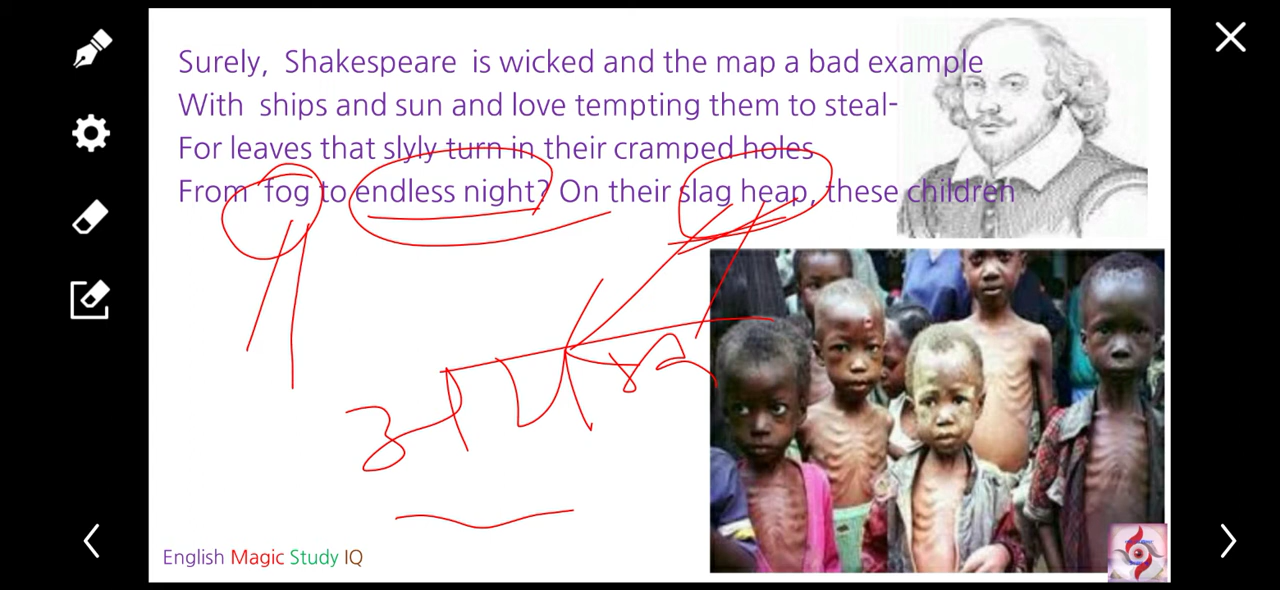 Surely, Shakespeare is wicked and the map a bad example
With ships and sun and love tempting them to steal-
For leaves that slyly turn in their cramped holes
From fog to endless night? On their slag heap, these children
English Magic Study IQ